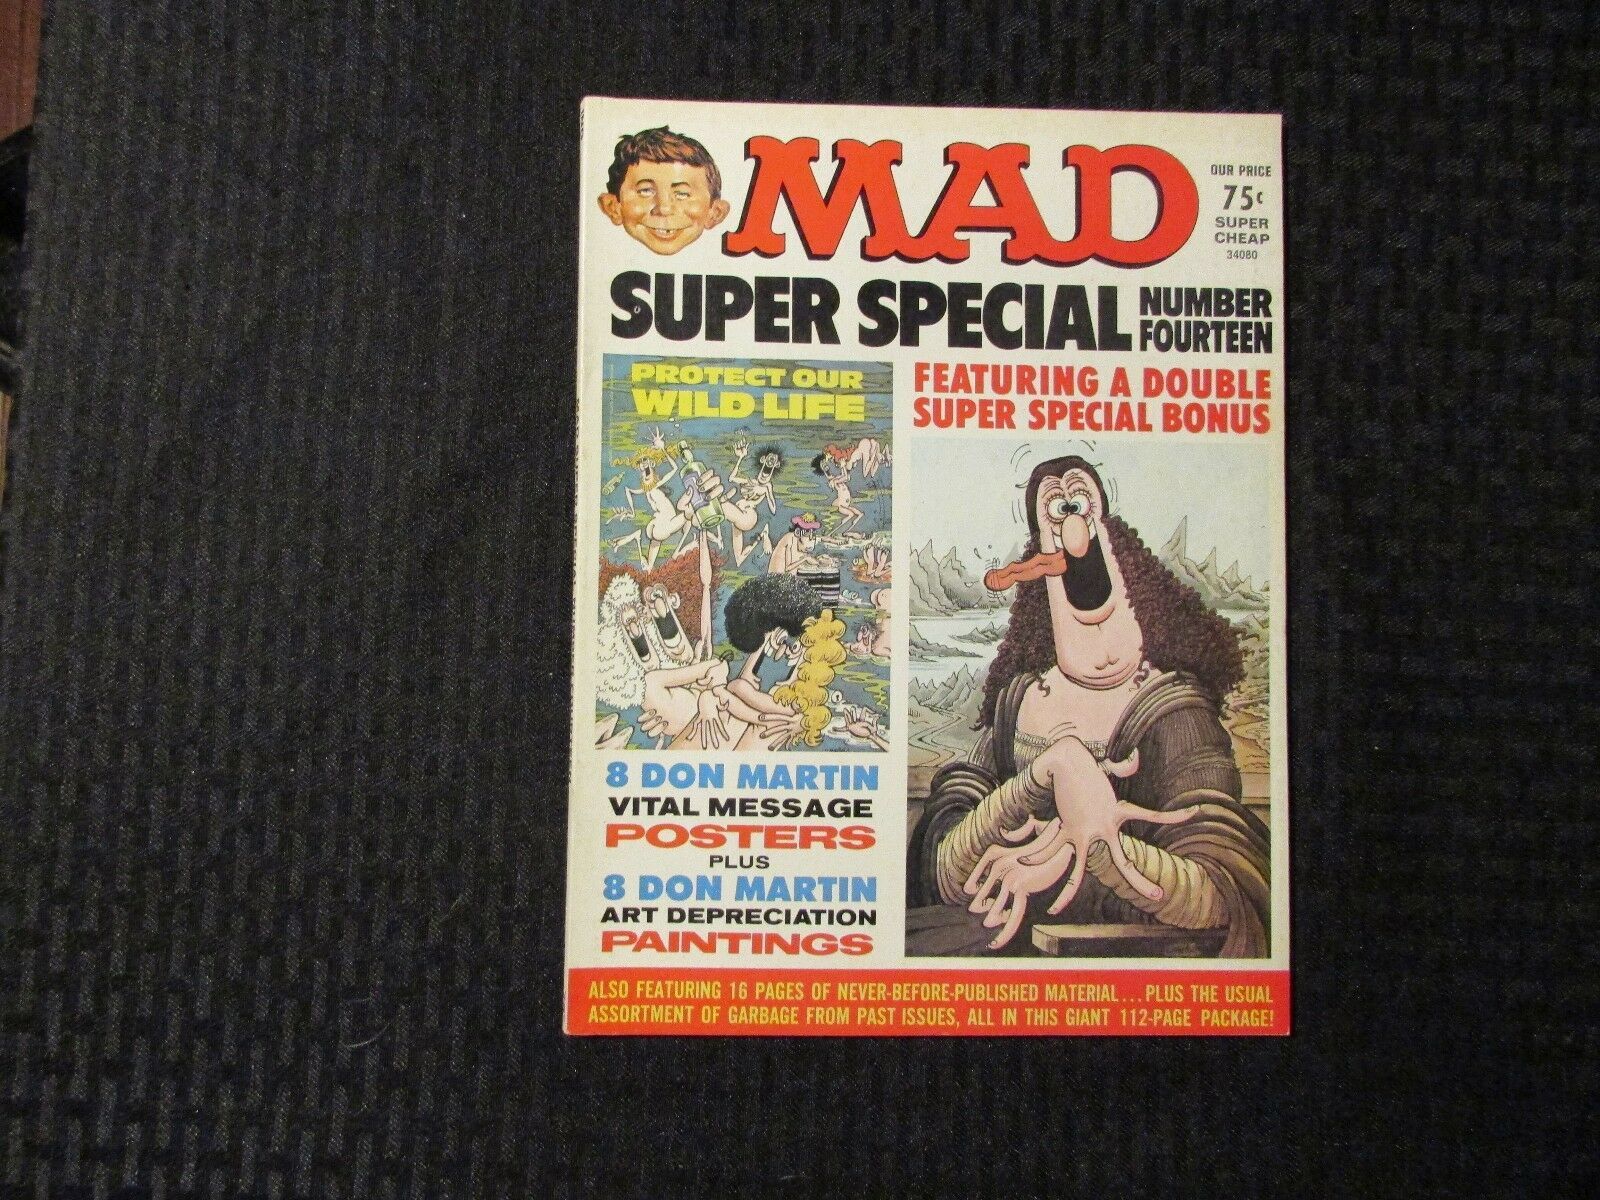 MAD
OUR PRICE
75¢
SUPER
CHEAP
34080
SUPER SPECIAL
NUMBER
FOURTEEN
PROTECT OUR
WILD LIFE
FEATURING A DOUBLE
SUPER SPECIAL BONUS
8 DON MARTIN
VITAL MESSAGE
POSTERS
PLUS
8 DON MARTIN
ART DEPRECIATION
PAINTINGS
ALSO FEATURING 16 PAGES OF NEVER-BEFORE-PUBLISHED MATERIAL...PLUS THE USUAL
ASSORTMENT OF GARBAGE FROM PAST ISSUES, ALL IN THIS GIANT 112-PAGE PACKAGE!